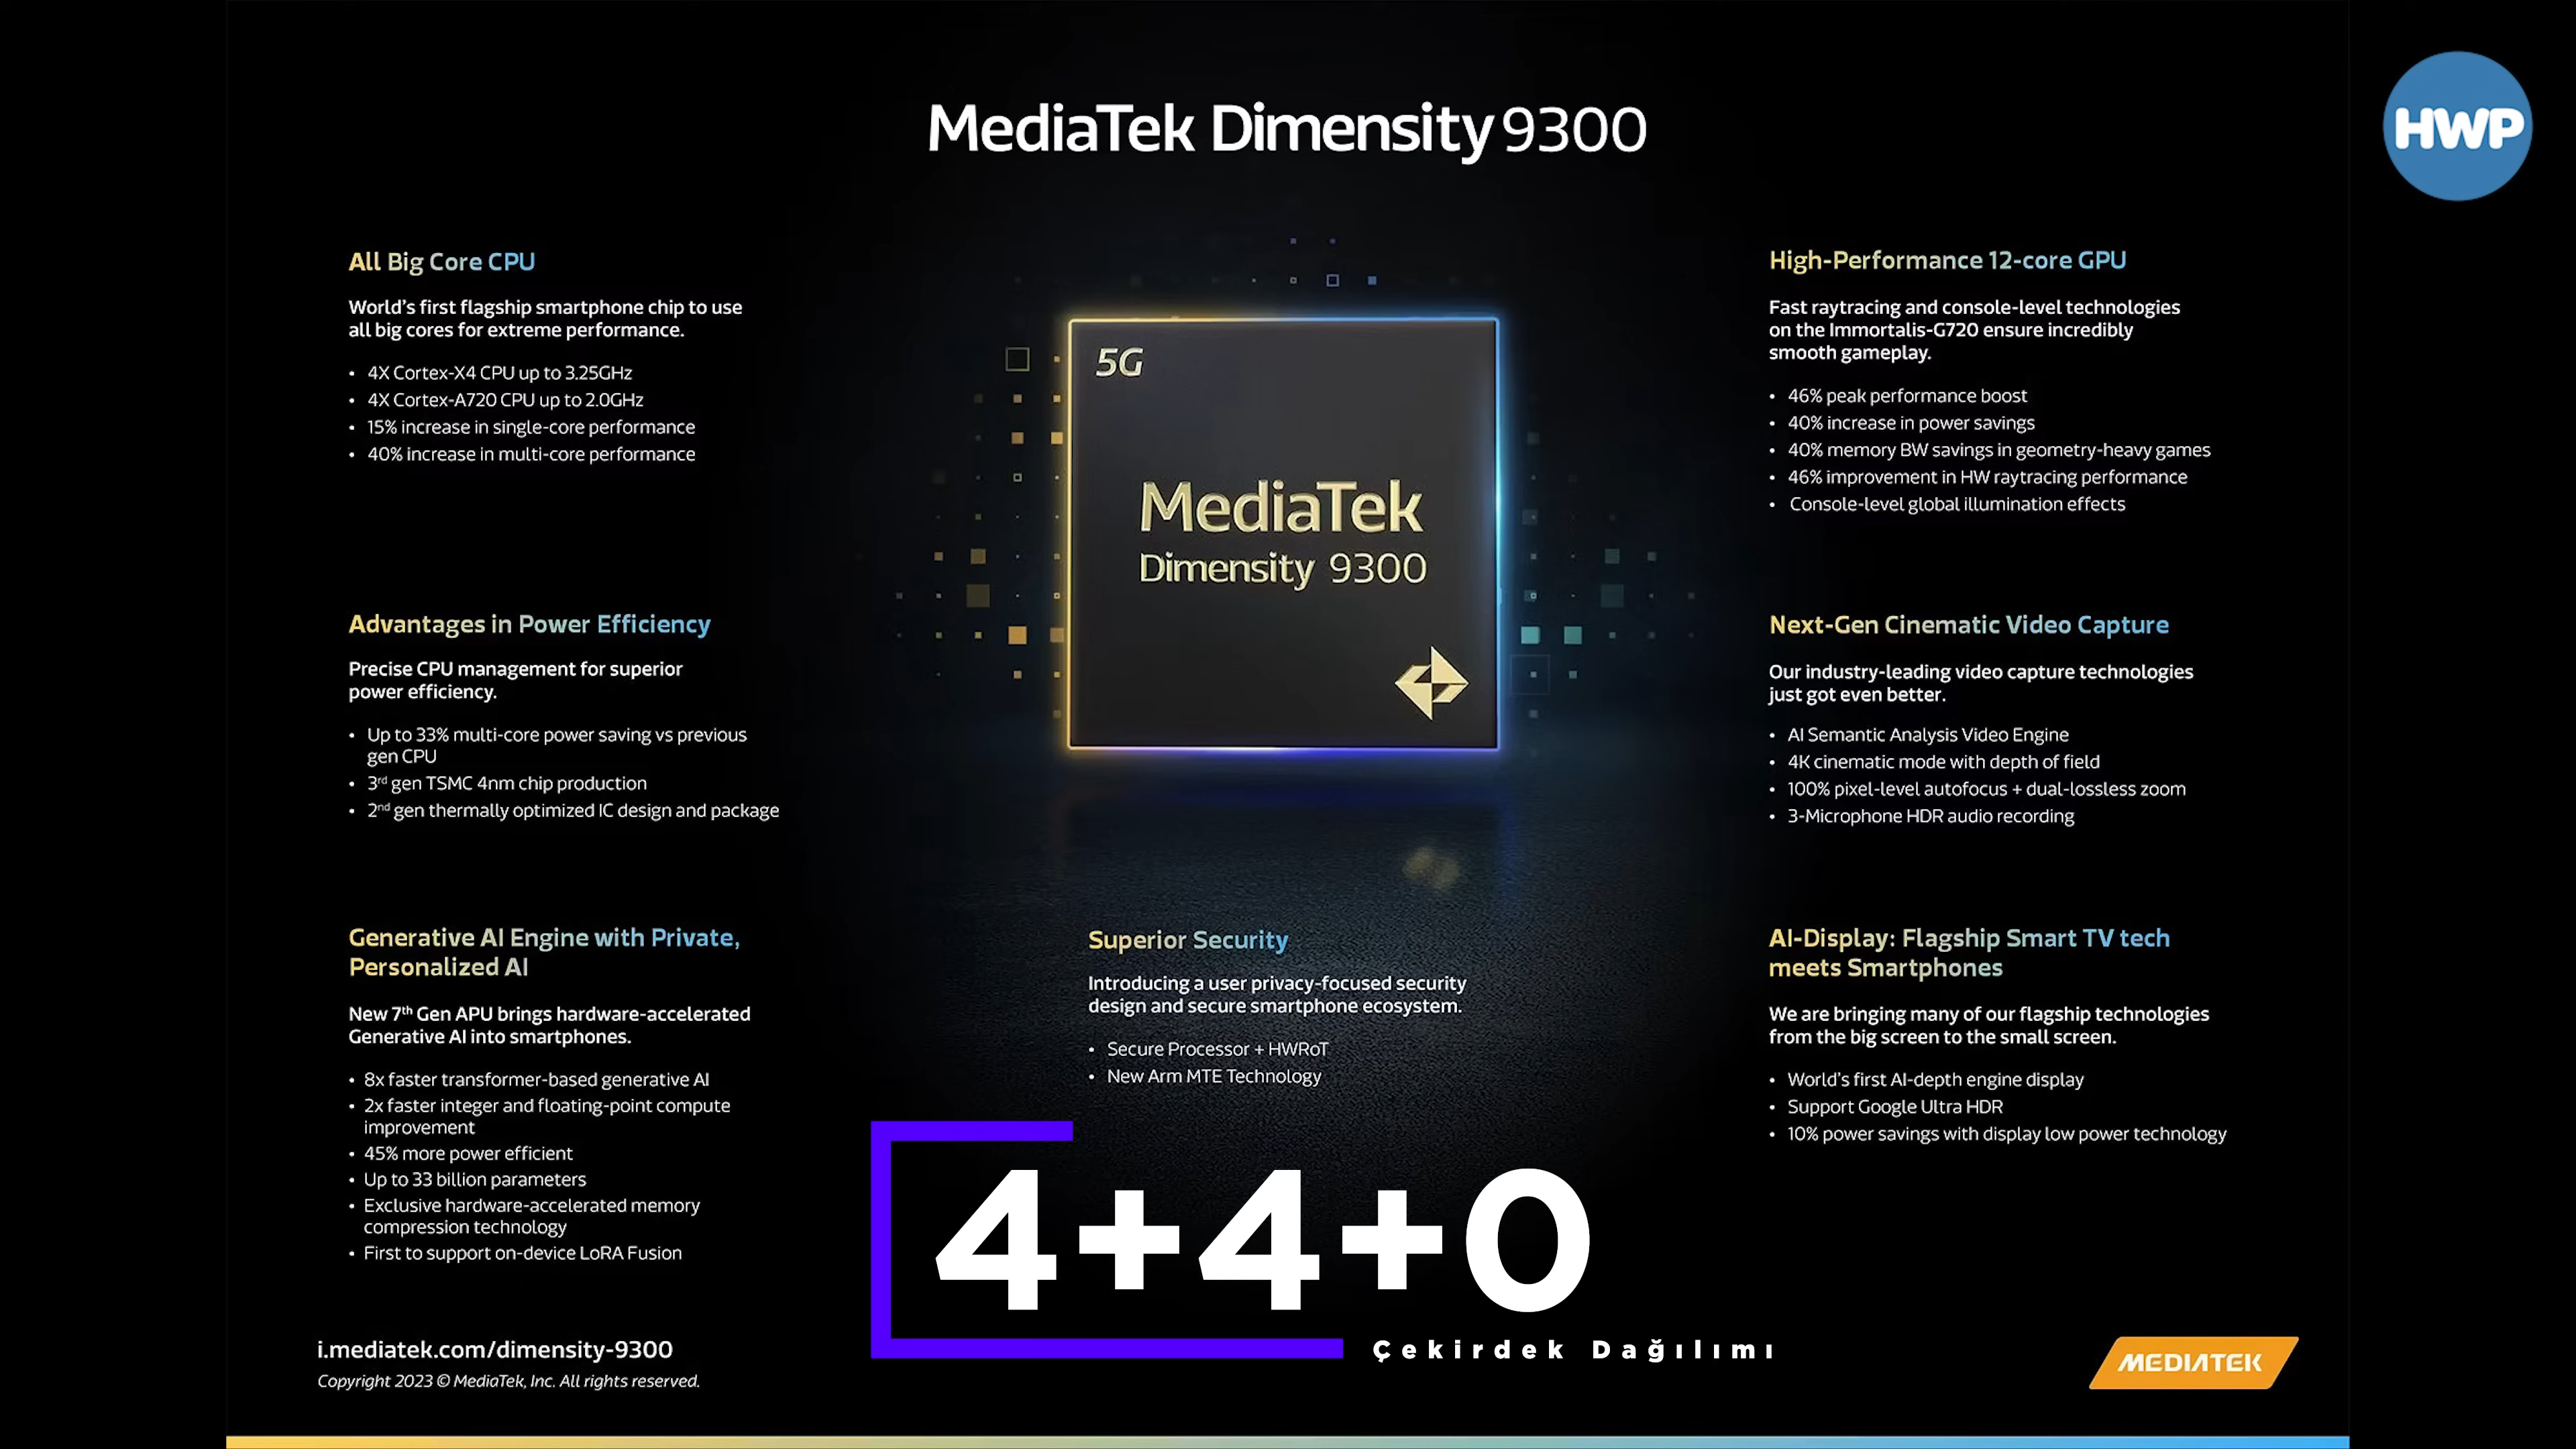 MediaTek Dimensity 9300
HWP
All Big Core CPU
World's first flagship smartphone chip to use
all big cores for extreme performance.
• 4X Cortex-X4 CPU up to 3.25GHz
• 4X Cortex-A720 CPU up to 2.0GHz
• 15% increase in single-core performance
• 40% increase in multi-core performance
Advantages in Power Efficiency
Precise CPU management for superior
power efficiency.
• Up to 33% multi-core power saving vs previous
gen CPU
• 3rd gen TSMC 4nm chip production
• 2nd gen thermally optimized IC design and package
Generative AI Engine with Private,
Personalized AI
New 7th Gen APU brings hardware-accelerated
Generative AI into smartphones.
• 8x faster transformer-based generative AI
• 2x faster integer and floating-point compute
improvement
• 45% more power efficient
• Up to 33 billion parameters
• Exclusive hardware-accelerated memory
compression technology
• First to support on-device LoRA Fusion
i.mediatek.com/dimensity-9300
Copyright 2023 © MediaTek, Inc. All rights reserved.
5G
MediaTek
Dimensity 9300
Superior Security
Introducing a user privacy-focused security
design and secure smartphone ecosystem.
• Secure Processor + HWRoT
• New Arm MTE Technology
4+4+0
Çekirdek Dağılımı
High-Performance 12-core GPU
Fast raytracing and console-level technologies
on the Immortalis-G720 ensure incredibly
smooth gameplay.
• 46% peak performance boost
• 40% increase in power savings
• 40% memory BW savings in geometry-heavy games
• 46% improvement in HW raytracing performance
• Console-level global illumination effects
Next-Gen Cinematic Video Capture
Our industry-leading video capture technologies
just got even better.
• AI Semantic Analysis Video Engine
• 4K cinematic mode with depth of field
• 100% pixel-level autofocus + dual-lossless zoom
• 3-Microphone HDR audio recording
AI-Display: Flagship Smart TV tech
meets Smartphones
We are bringing many of our flagship technologies
from the big screen to the small screen.
• World's first AI-depth engine display
• Support Google Ultra HDR
• 10% power savings with display low power technology
MEDIATEK